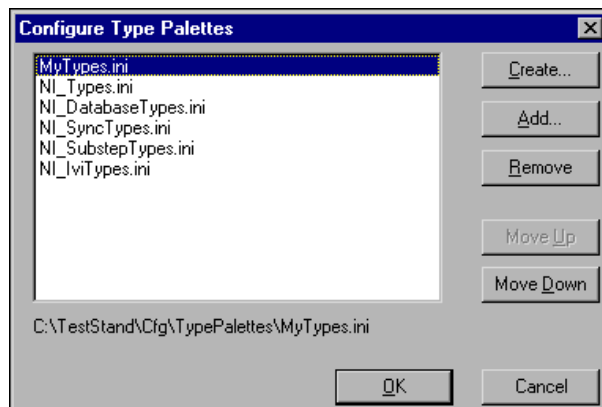 Configure Type Palettes
MyTypes.ini
NI_Types.ini
NI_DatabaseTypes.ini
NI_SyncTypes.ini
NI_SubstepTypes.ini
NI_IviTypes.ini
Create...
Add...
Remove
Move Up
Move Down
C:\TestStand\Cfg\TypePalettes\MyTypes.ini
OK
Cancel